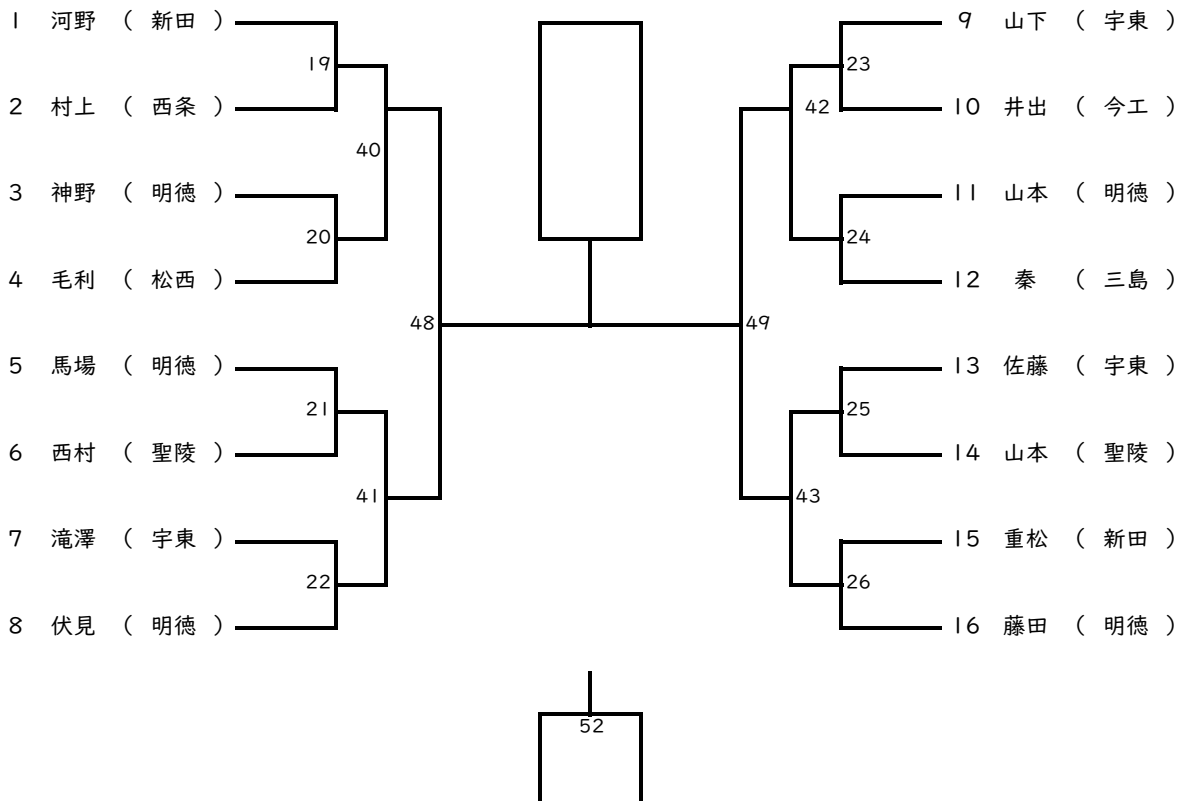 1 河野 （ 新田 ）
19
2 村上 （ 西条 ）
40
3 神野 （ 明徳 ）
20
4 毛利 （ 松西 ）
48
5 馬場 （ 明徳 ）
21
6 西村 （ 聖陵 ）
41
7 滝澤 （ 宇東 ）
22
8 伏見 （ 明徳 ）
9 山下 （ 宇東 ）
23
42
10 井出 （ 今工 ）
11 山本 （ 明徳 ）
24
12 秦 （ 三島 ）
49
13 佐藤 （ 宇東 ）
25
14 山本 （ 聖陵 ）
43
15 重松 （ 新田 ）
26
16 藤田 （ 明徳 ）
52